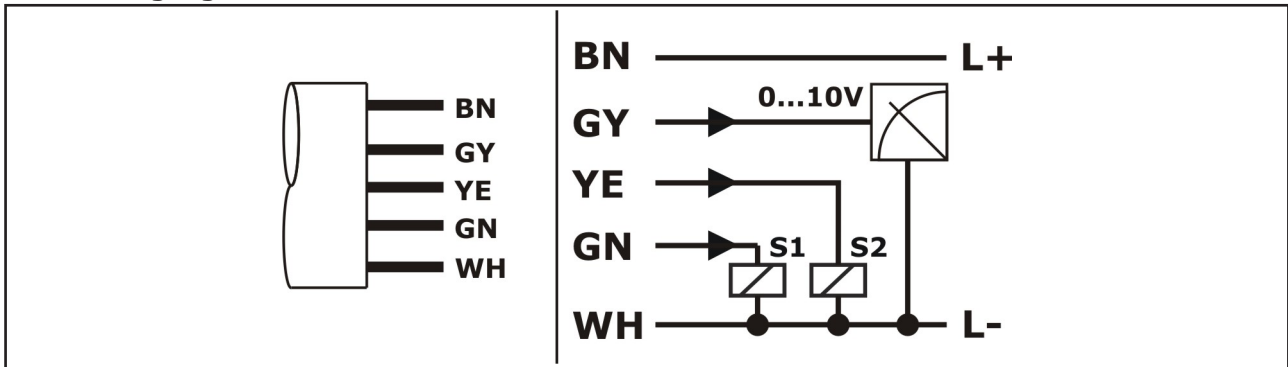 BN
GY
YE
GN
WH
BN L+
0...10V
GY
YE
GN S1 S2
WH L-